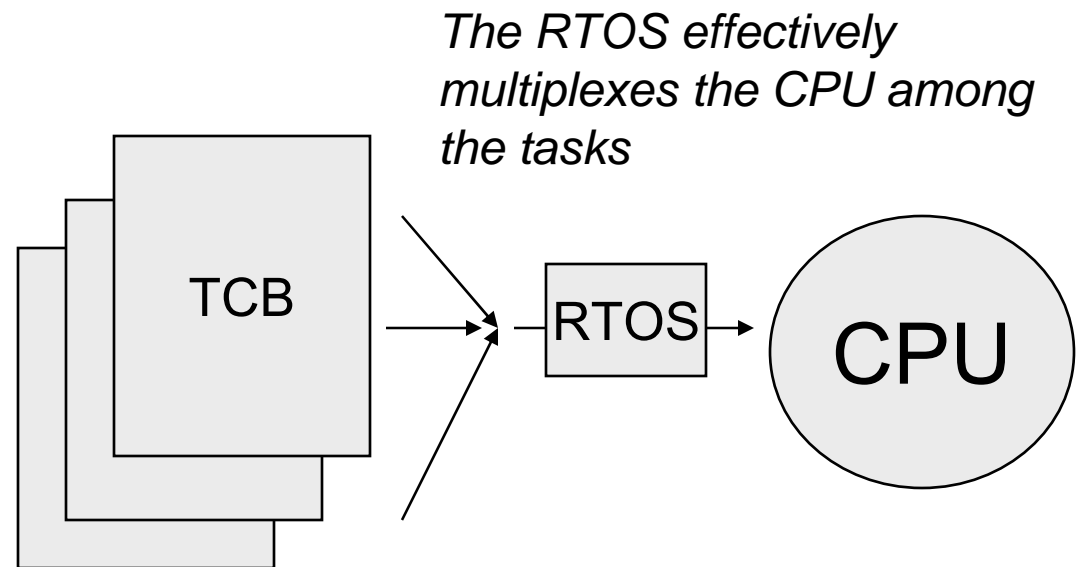 The RTOS effectively
multiplexes the CPU among
the tasks
TCB
RTOS
CPU